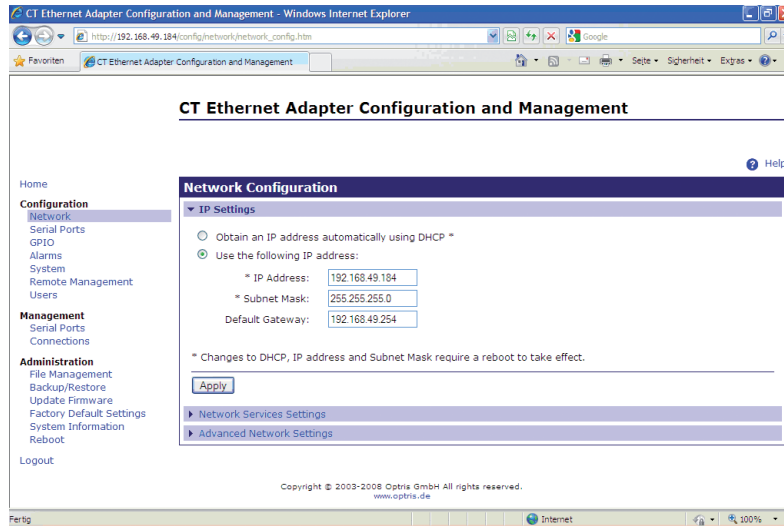 CT Ethernet Adapter Configuration and Management - Windows Internet Explorer
http://192.168.49.184/config/network/network_config.htm
Google
Favoriten
CT Ethernet Adapter Configuration and Management
Seite
Sicherheit
Extras
CT Ethernet Adapter Configuration and Management
Help
Home
Configuration
Network
Serial Ports
GPIO
Alarms
System
Remote Management
Users
Management
Serial Ports
Connections
Administration
File Management
Backup/Restore
Update Firmware
Factory Default Settings
System Information
Reboot
Logout
Network Configuration
IP Settings
Obtain an IP address automatically using DHCP *
Use the following IP address:
* IP Address: 192.168.49.184
* Subnet Mask: 255.255.255.0
Default Gateway: 192.168.49.254
* Changes to DHCP, IP address and Subnet Mask require a reboot to take effect.
Apply
Network Services Settings
Advanced Network Settings
Copyright © 2003-2008 Optris GmbH All rights reserved.
www.optris.de
Fertig
Internet
100%